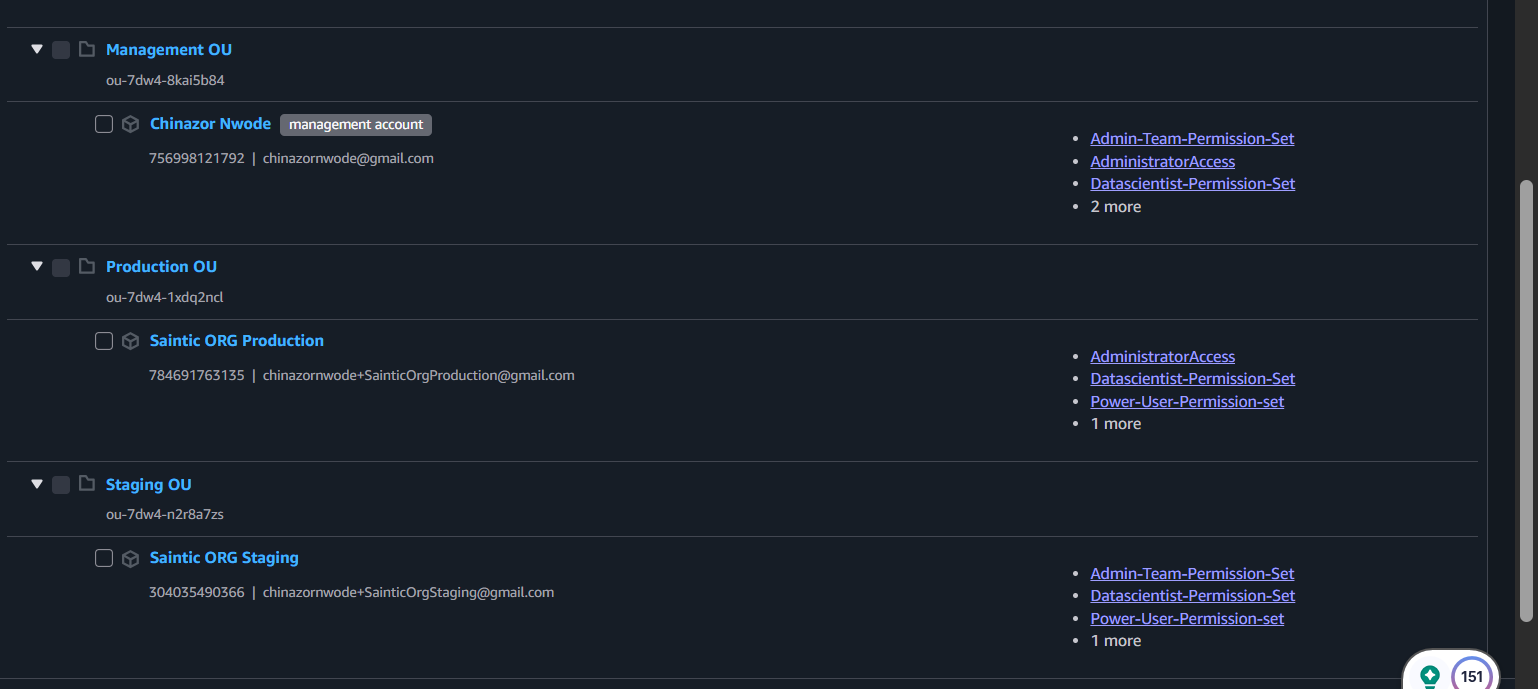 Management OU
ou-7dw4-8kai5b84
Chinazor Nwode management account
756998121792 | chinazornwode@gmail.com
Admin-Team-Permission-Set
AdministratorAccess
Datascientist-Permission-Set
2 more
Production OU
ou-7dw4-1xdq2ncl
Saintic ORG Production
784691763135 | chinazornwode+SainticOrgProduction@gmail.com
AdministratorAccess
Datascientist-Permission-Set
Power-User-Permission-set
1 more
Staging OU
ou-7dw4-n2r8a7zs
Saintic ORG Staging
304035490366 | chinazornwode+SainticOrgStaging@gmail.com
Admin-Team-Permission-Set
Datascientist-Permission-Set
Power-User-Permission-set
1 more
151